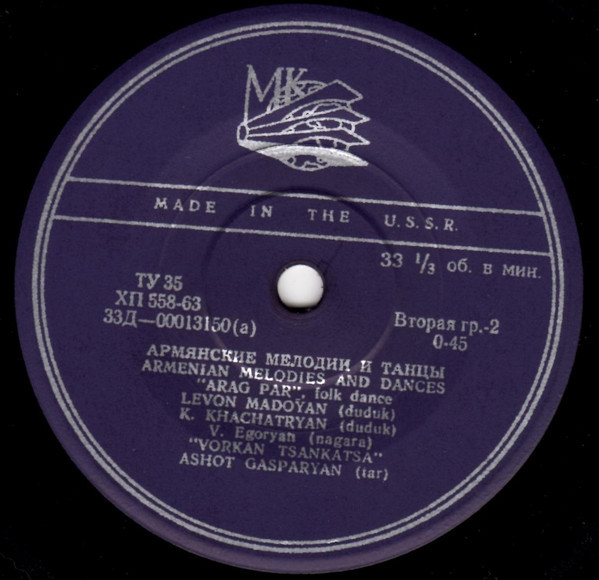 МК
MADE IN THE U.S.S.R.
33 1/3 об. в мин.
ТУ 35
ХП 558-63
33Д—00013150(а)
Вторая гр.-2
0-45
АРМЯНСКИЕ МЕЛОДИИ И ТАНЦЫ
ARMENIAN MELODIES AND DANCES
"ARAG PAR", folk dance
LEVON MADOYAN (duduk)
K. KHACHATRYAN (duduk)
V. Egoryan (nagara)
"VORKAN TSANKATSA"
ASHOT GASPARYAN (tar)